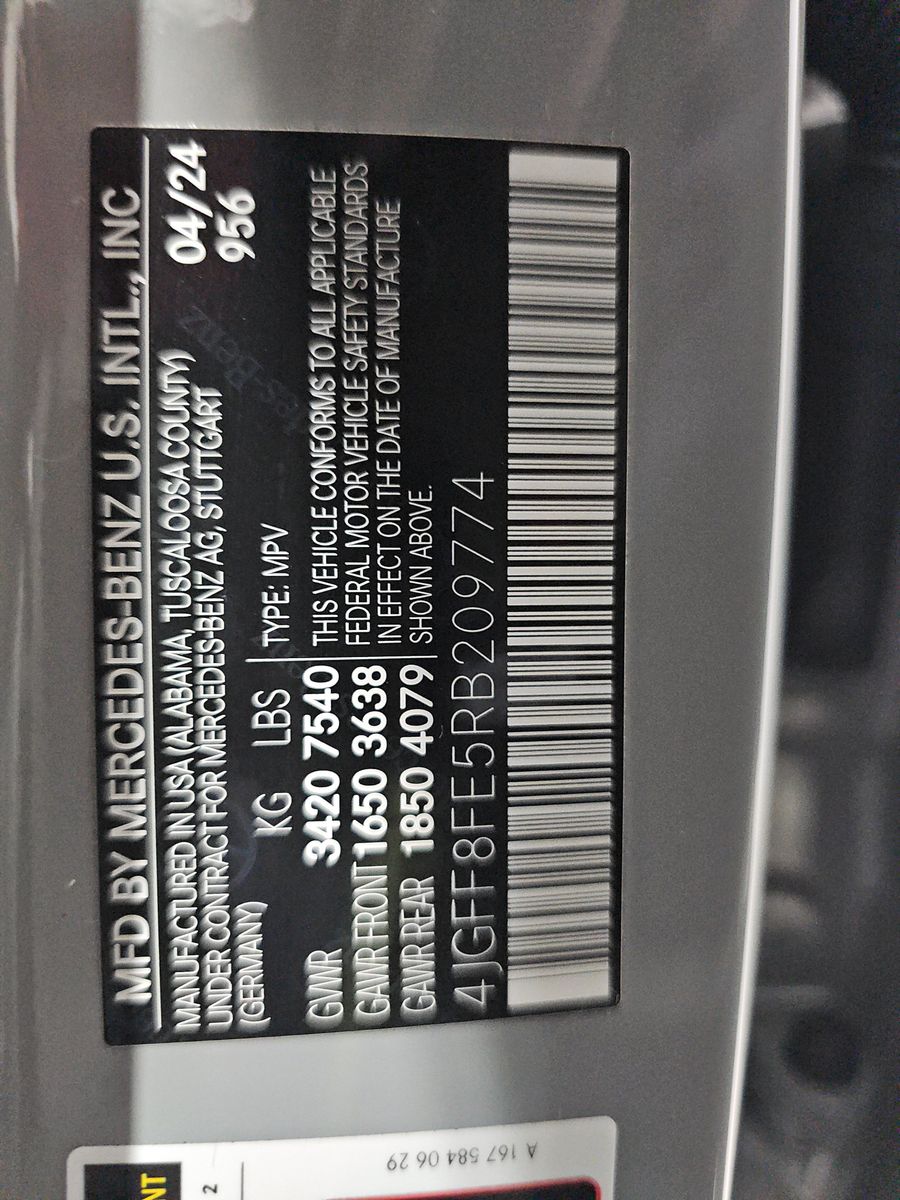 MFD BY MERCEDES-BENZ U.S. INTL., INC
MANUFACTURED IN USA (ALABAMA, TUSCALOOSA COUNTY) 04/24
UNDER CONTRACT FOR MERCEDES-BENZ AG, STUTTGART 956
(GERMANY)
KG LBS TYPE: MPV
GVWR 3420 7540 THIS VEHICLE CONFORMS TO ALL APPLICABLE
GAWR FRONT 1650 3638 FEDERAL MOTOR VEHICLE SAFETY STANDARDS
GAWR REAR 1850 4079 IN EFFECT ON THE DATE OF MANUFACTURE
SHOWN ABOVE.
4JGFF8FE5RB209774
A 167 584 06 29
NT
2